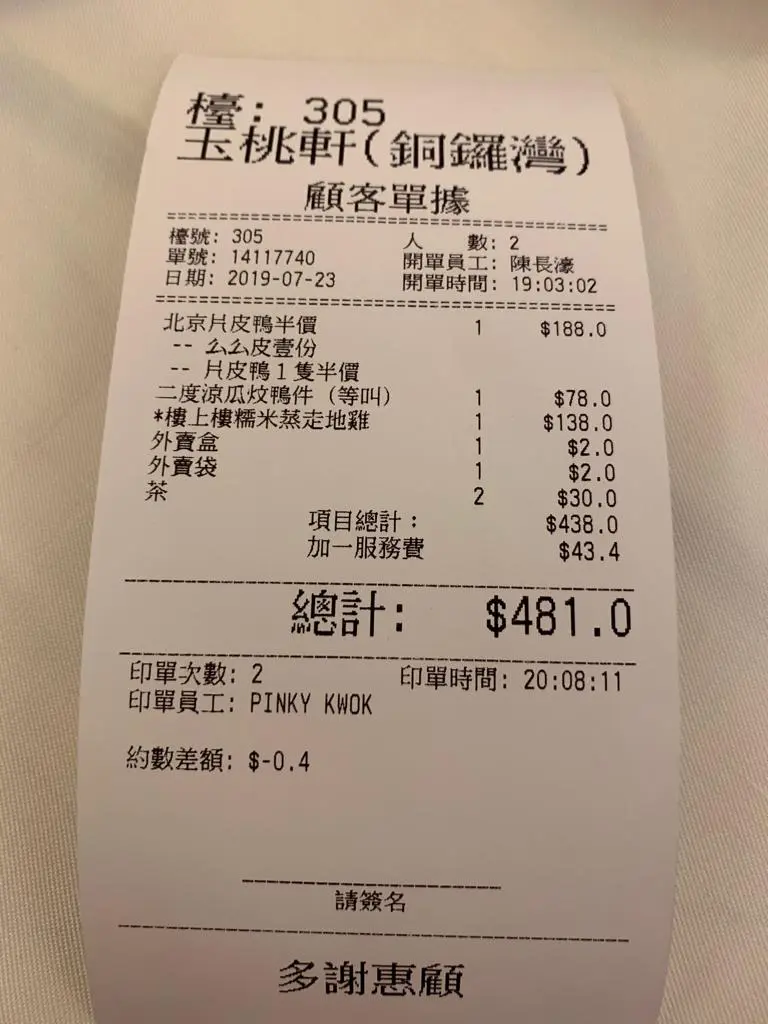 檯: 305
玉桃軒(銅鑼灣)
顧客單據
檯號: 305 人 數: 2
單號: 14117740 開單員工: 陳長濠
日期: 2019-07-23 開單時間: 19:03:02
北京片皮鴨半價 1 $188.0
-- 么么皮壹份
-- 片皮鴨1隻半價
二度涼瓜炆鴨件 (等叫) 1 $78.0
*樓上樓糯米蒸走地雞 1 $138.0
外賣盒 1 $2.0
外賣袋 1 $2.0
茶 2 $30.0
項目總計: $438.0
加一服務費 $43.4
總計: $481.0
印單次數: 2 印單時間: 20:08:11
印單員工: PINKY KWOK
約數差額: $-0.4
請簽名
多謝惠顧